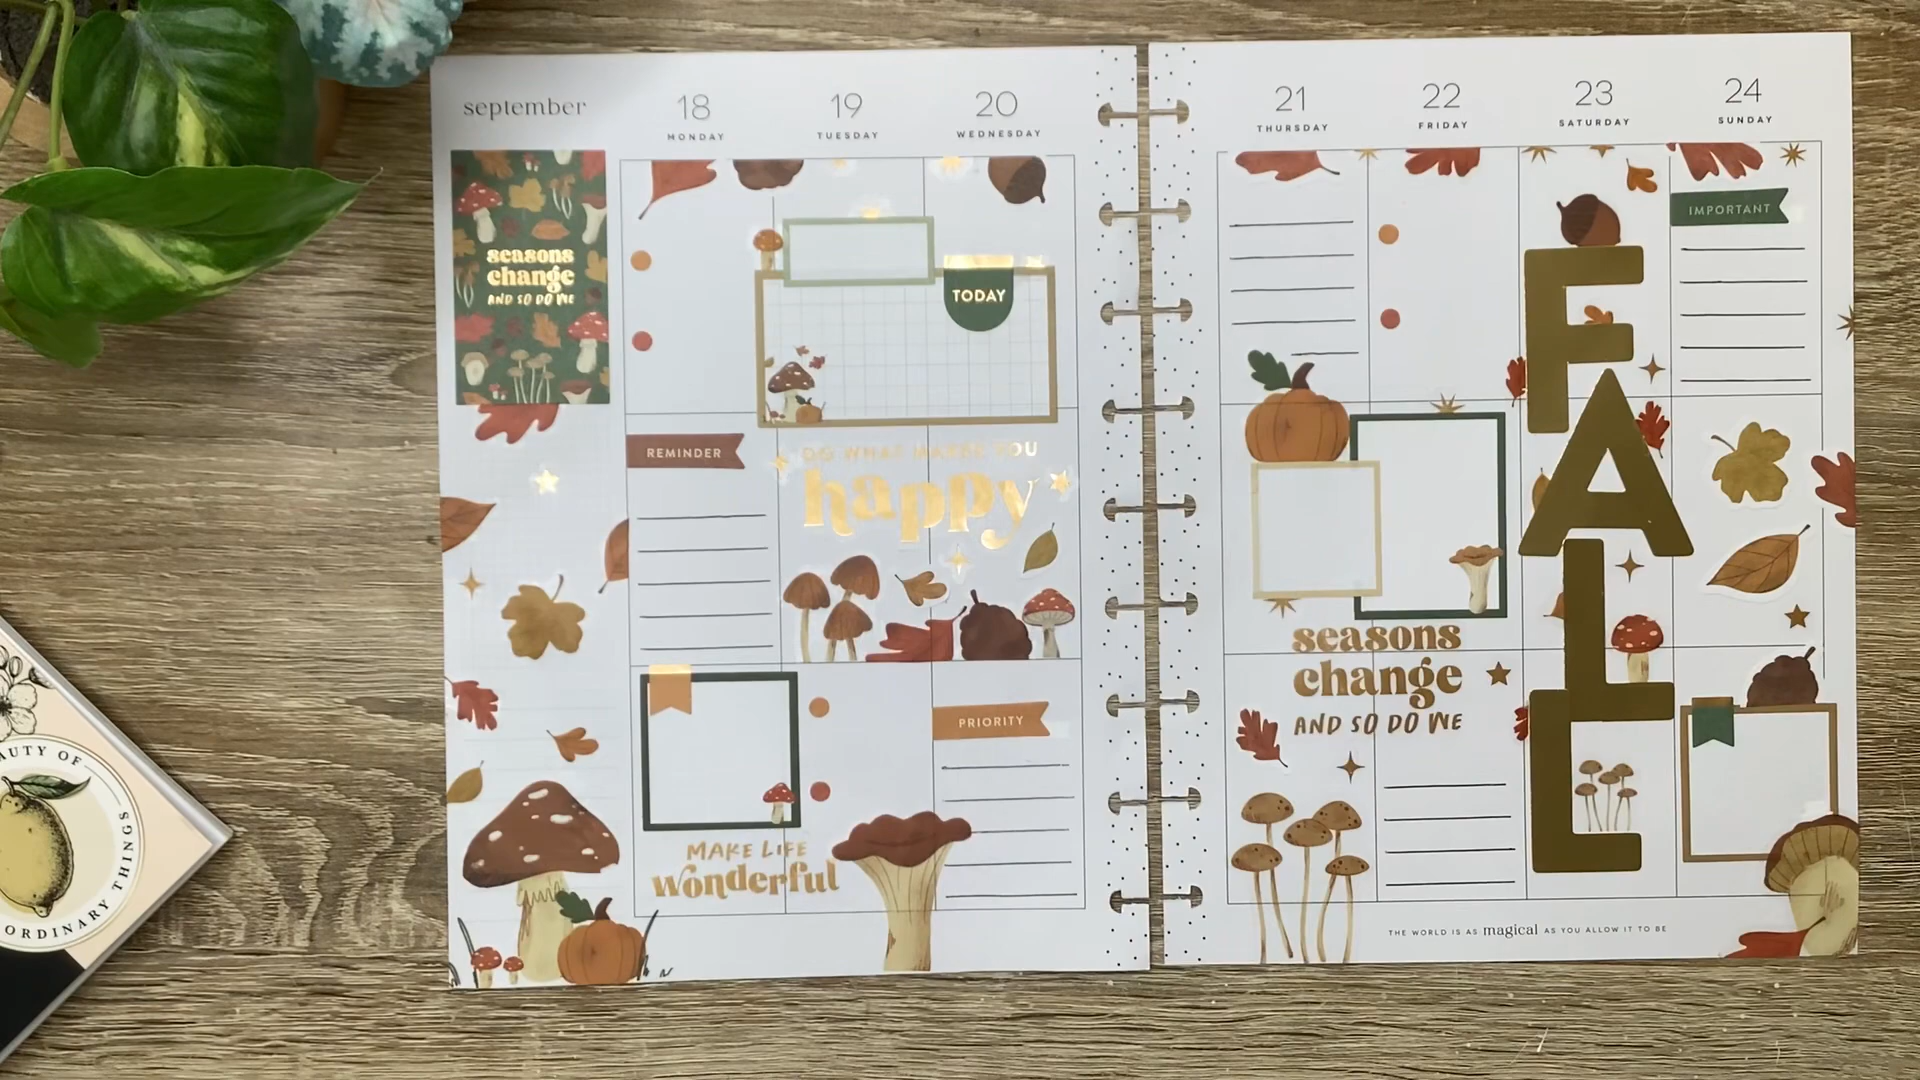 september
18
MONDAY
19
TUESDAY
20
WEDNESDAY
seasons
change
AND SO DO WE
TODAY
REMINDER
DO WHAT MAKES YOU
happy
PRIORITY
MAKE LIFE
wonderful
21
THURSDAY
22
FRIDAY
23
SATURDAY
24
SUNDAY
IMPORTANT
FALL
seasons
change
AND SO DO WE
THE WORLD IS AS magical AS YOU ALLOW IT TO BE
OF
THINGS